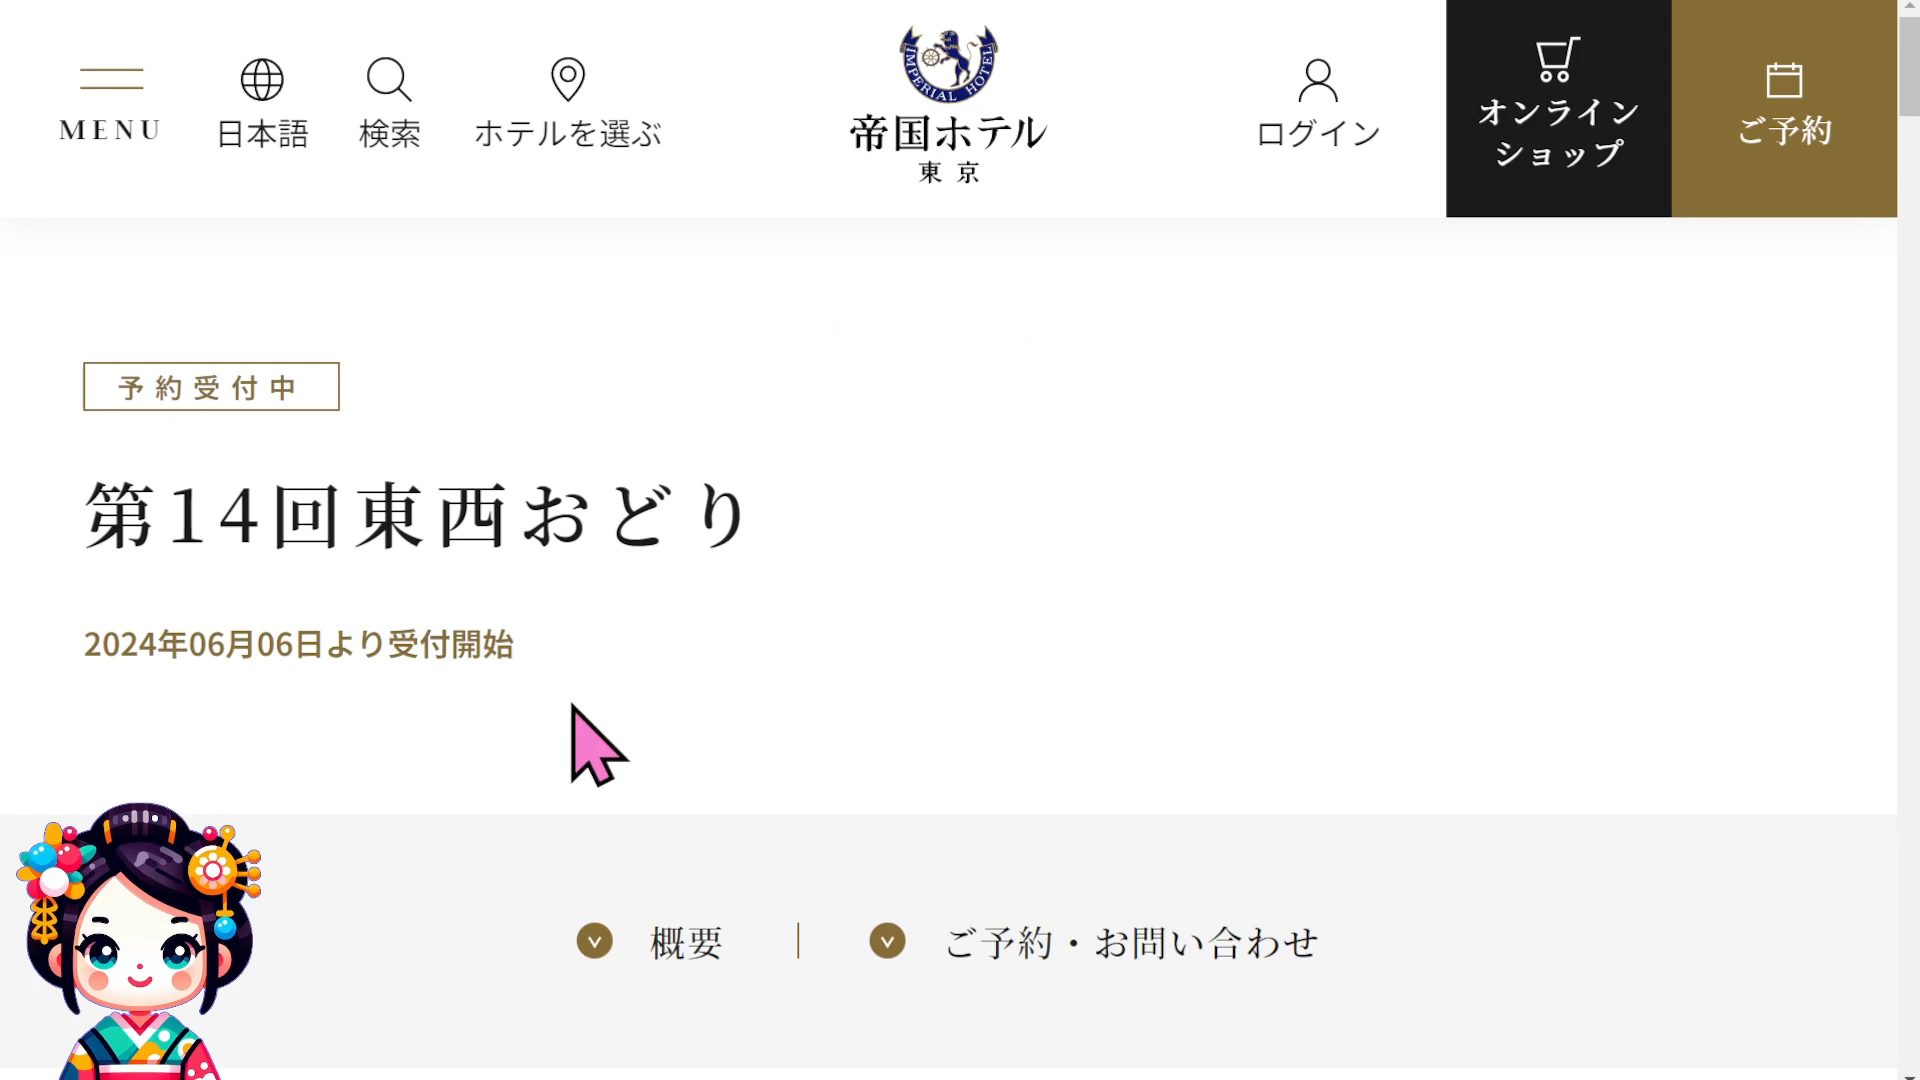 MENU
日本語
検索
ホテルを選ぶ
IMPERIAL HOTEL
帝国ホテル
東京
ログイン
オンライン
ショップ
ご予約
予約受付中
第14回東西おどり
2024年06月06日より受付開始
概要
ご予約・お問い合わせ